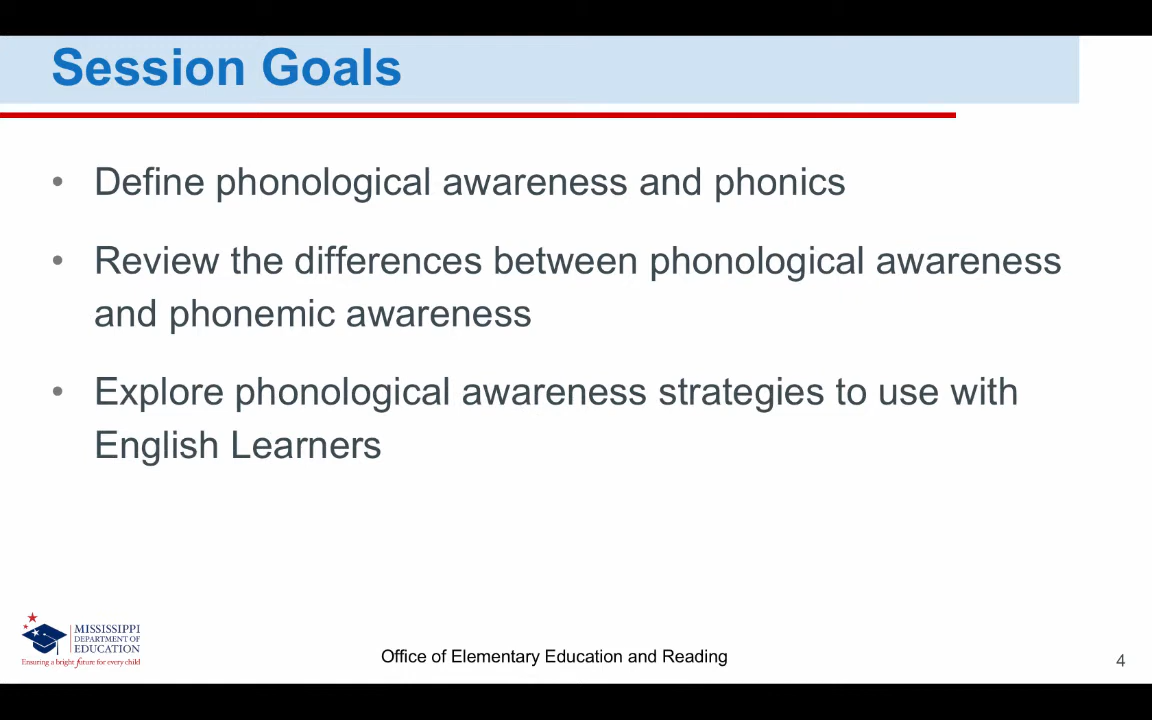 Session Goals
• Define phonological awareness and phonics
• Review the differences between phonological awareness
and phonemic awareness
• Explore phonological awareness strategies to use with
English Learners
MISSISSIPPI
DEPARTMENT OF
EDUCATION
Ensuring a bright future for every child
Office of Elementary Education and Reading
4